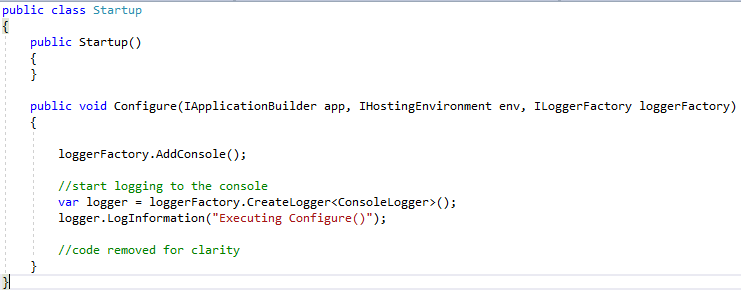 public class Startup
{
public Startup()
{
}
public void Configure(IApplicationBuilder app, IHostingEnvironment env, ILoggerFactory loggerFactory)
{
loggerFactory.AddConsole();
//start logging to the console
var logger = loggerFactory.CreateLogger<ConsoleLogger>();
logger.LogInformation("Executing Configure()");
//code removed for clarity
}
}